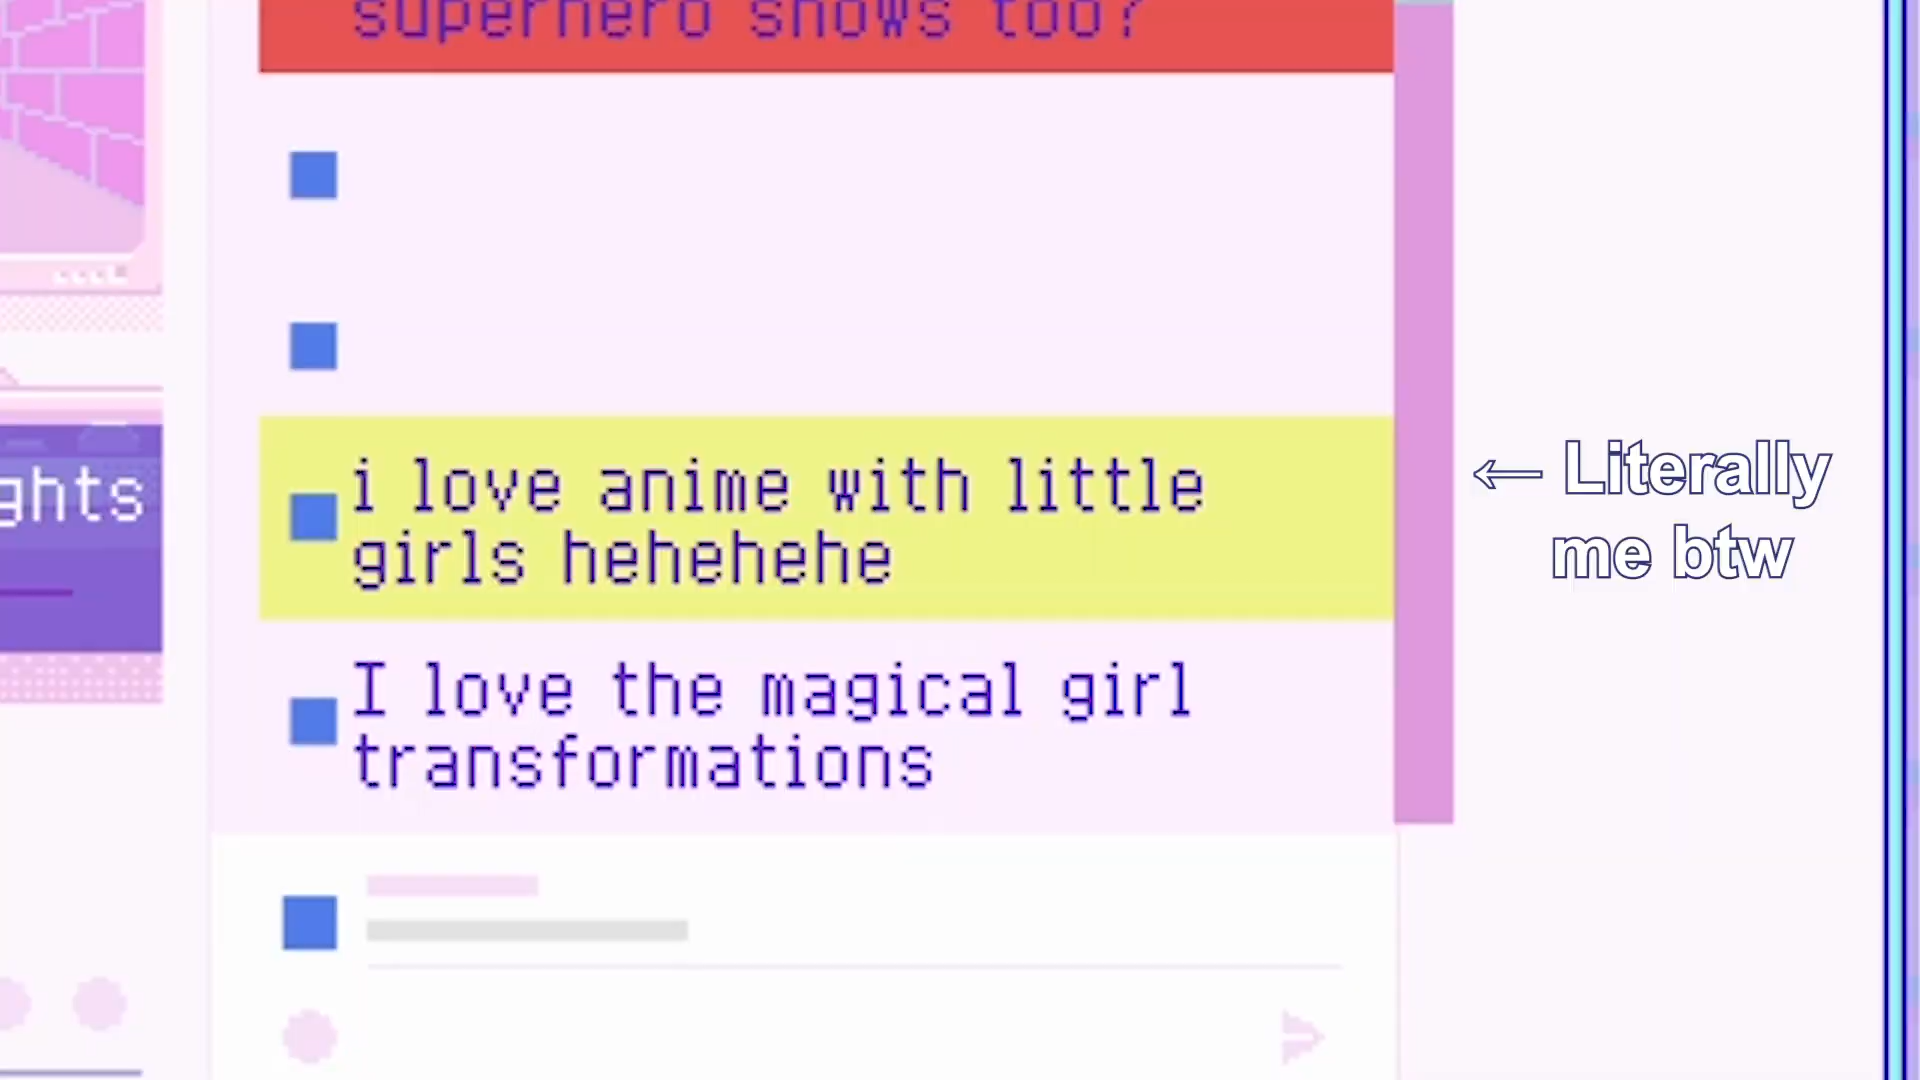 superhero shows too?
ghts
i love anime with little
girls hehehehe
← Literally
me btw
I love the magical girl
transformations